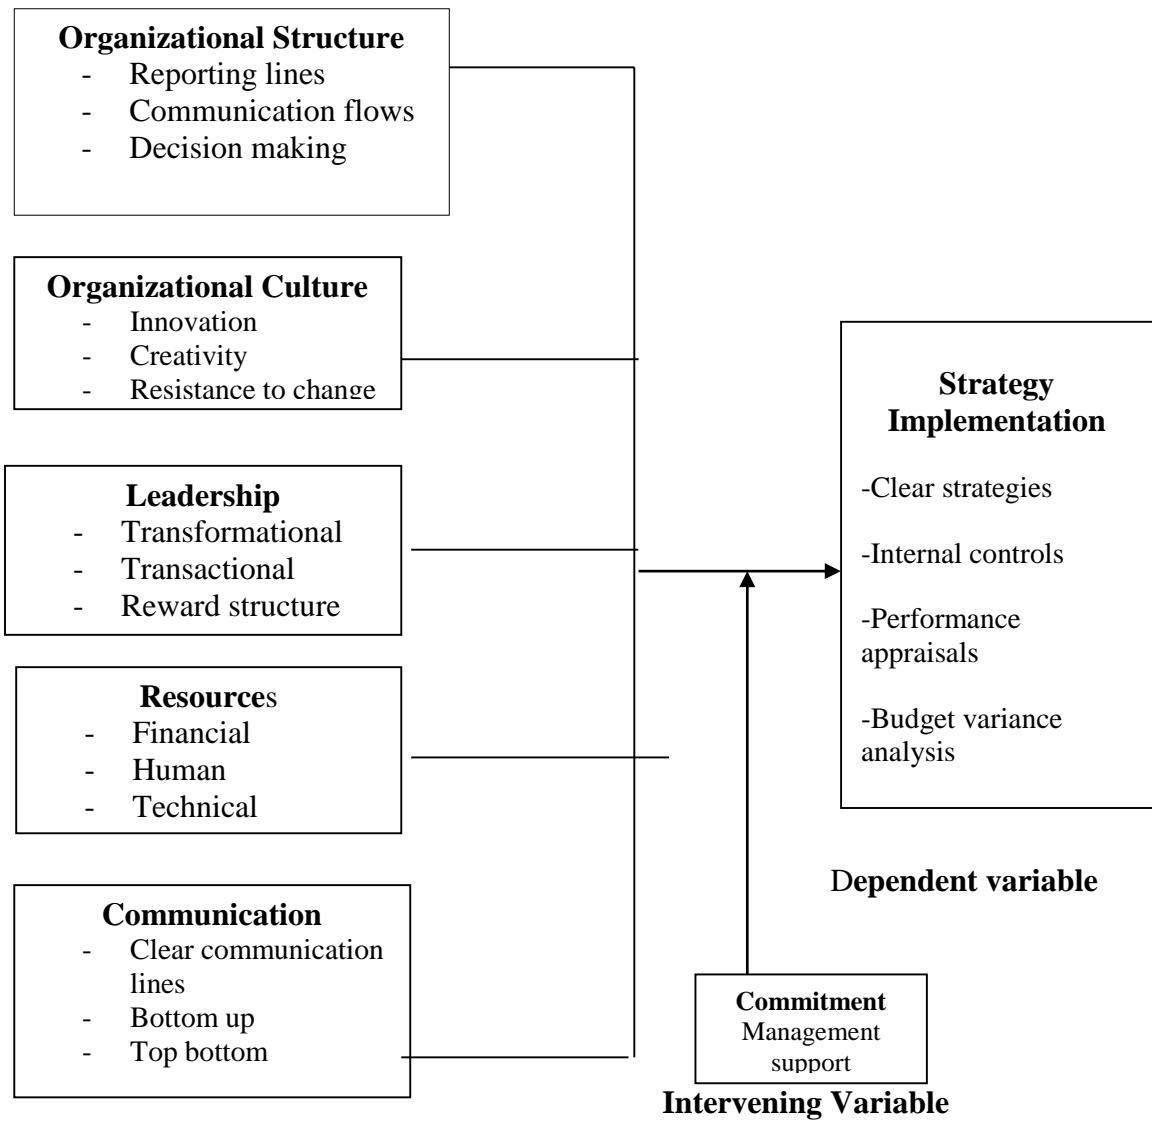 Organizational Structure
- Reporting lines
- Communication flows
- Decision making
Organizational Culture
- Innovation
- Creativity
- Resistance to change
Leadership
- Transformational
- Transactional
- Reward structure
Resources
- Financial
- Human
- Technical
Communication
- Clear communication
lines
- Bottom up
- Top bottom
Strategy
Implementation
-Clear strategies
-Internal controls
-Performance
appraisals
-Budget variance
analysis
Dependent variable
Commitment
Management
support
Intervening Variable